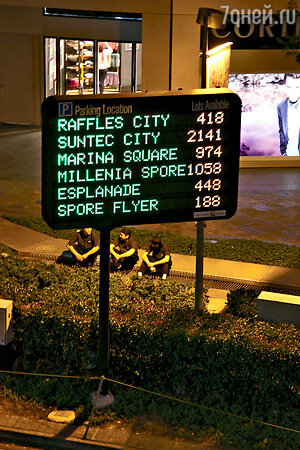 7дней.ru
CORT
P Parking Location Lots Available
RAFFLES CITY 418
SUNTEC CITY 2141
MARINA SQUARE 974
MILLENIA SPORE 1058
ESPLANADE 448
SPORE FLYER 188